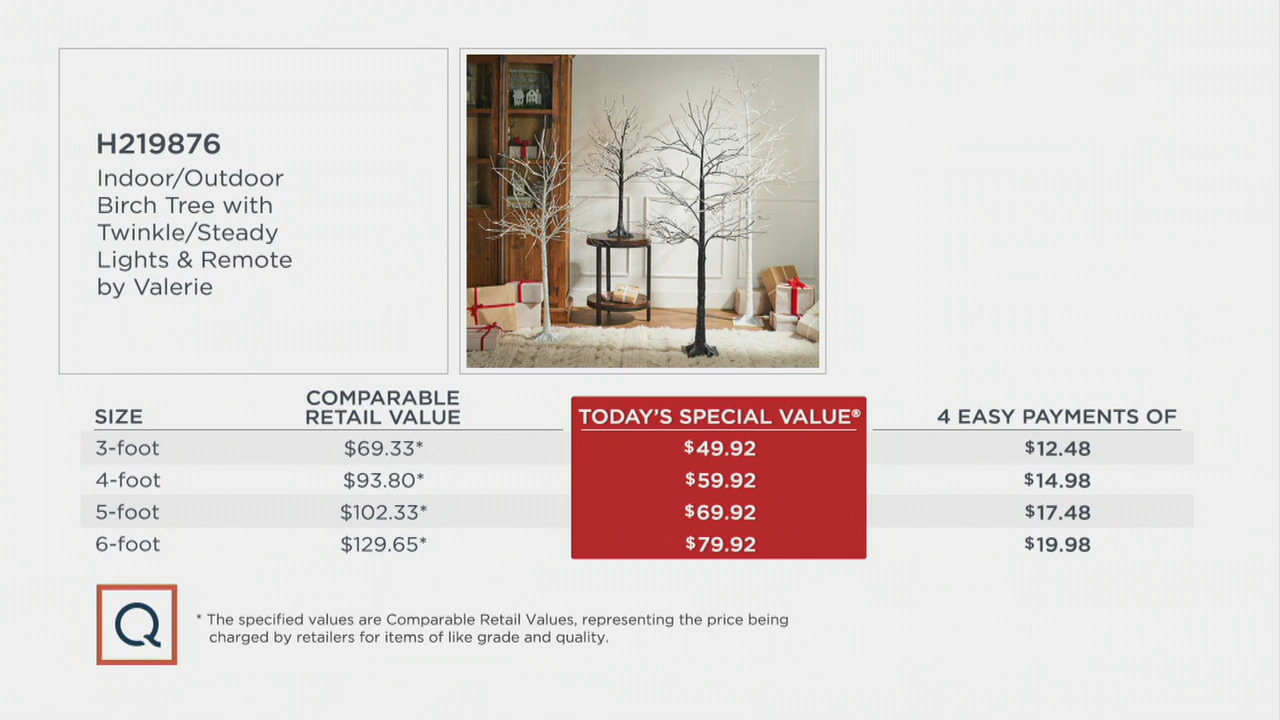 H219876
Indoor/Outdoor
Birch Tree with
Twinkle/Steady
Lights & Remote
by Valerie
SIZE COMPARABLE RETAIL VALUE TODAY'S SPECIAL VALUE® 4 EASY PAYMENTS OF
3-foot $69.33* $49.92 $12.48
4-foot $93.80* $59.92 $14.98
5-foot $102.33* $69.92 $17.48
6-foot $129.65* $79.92 $19.98
Q
* The specified values are Comparable Retail Values, representing the price being
charged by retailers for items of like grade and quality.